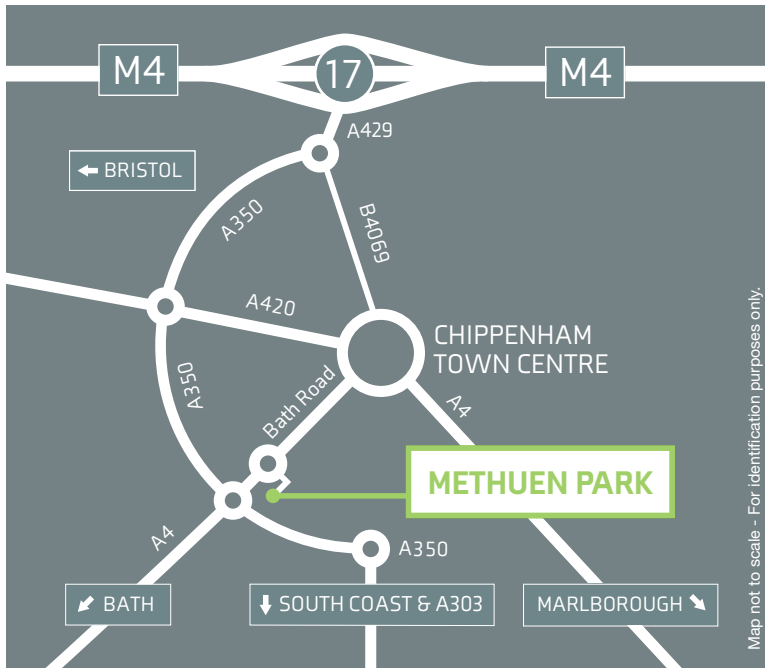 M4
17
M4
A429
BRISTOL
A350
B4069
A420
CHIPPENHAM
TOWN CENTRE
A350
Bath Road
A4
METHUEN PARK
A4
A350
BATH
SOUTH COAST & A303
MARLBOROUGH
Map not to scale - For identification purposes only.